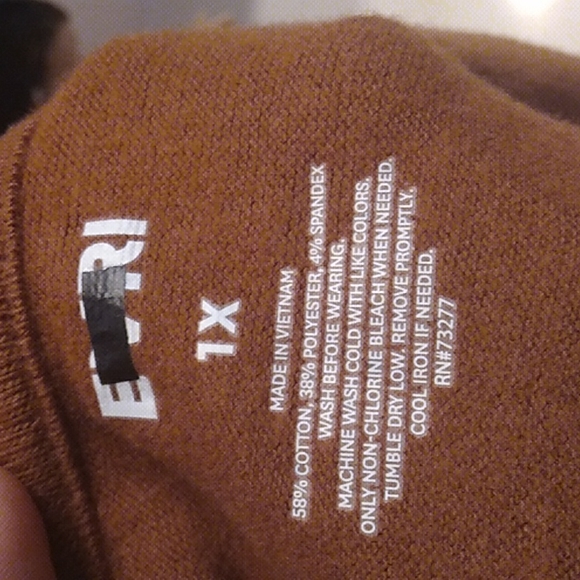 1X
MADE IN VIETNAM
58% COTTON, 38% POLYESTER, 4% SPANDEX
WASH BEFORE WEARING.
MACHINE WASH COLD WITH LIKE COLORS.
ONLY NON-CHLORINE BLEACH WHEN NEEDED.
TUMBLE DRY LOW. REMOVE PROMPTLY.
COOL IRON IF NEEDED.
RN#73277